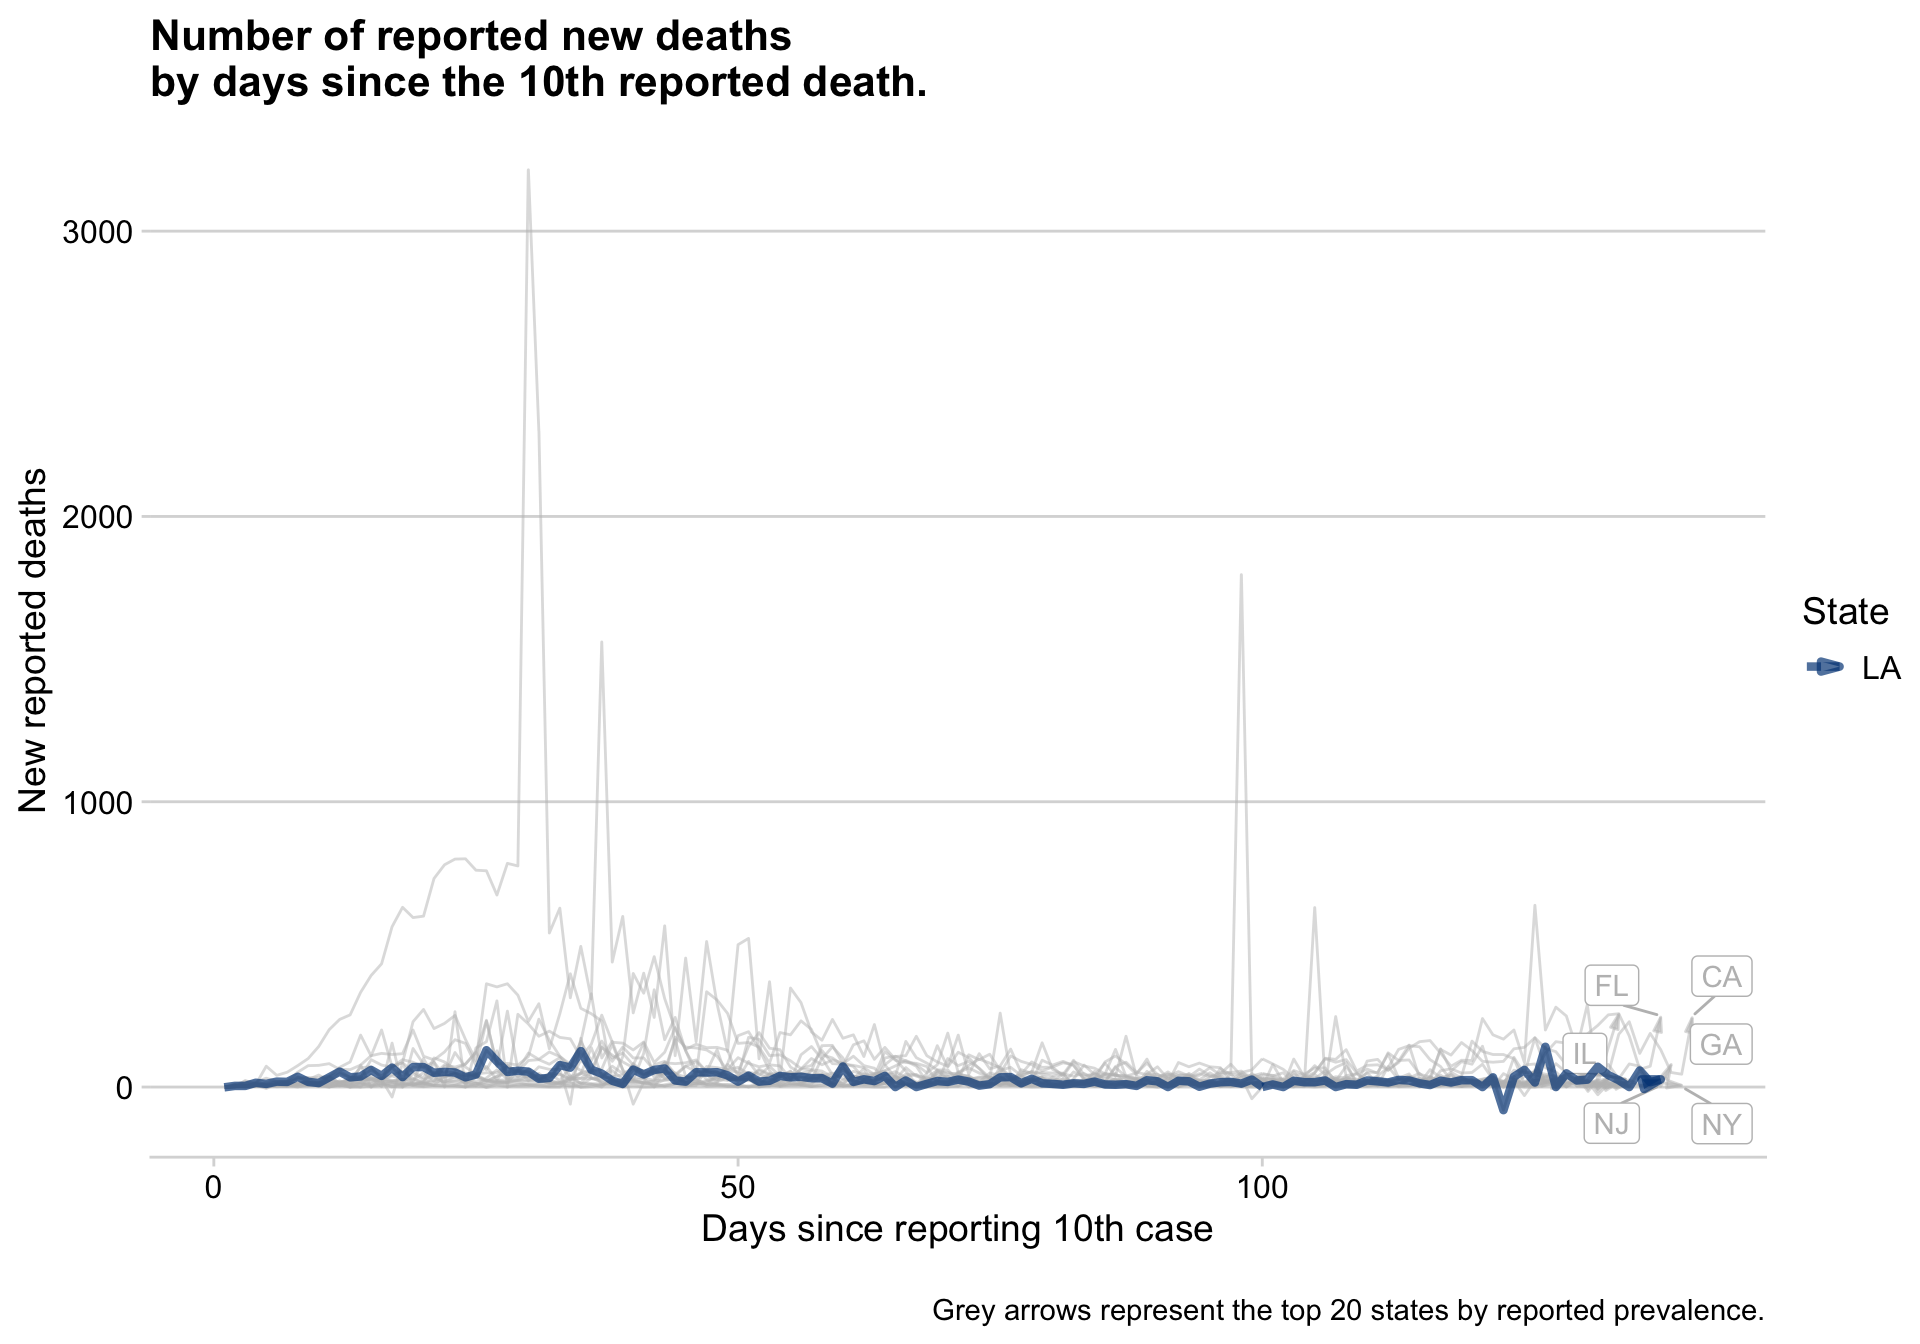 Number of reported new deaths
by days since the 10th reported death.
New reported deaths
3000
2000
1000
0
0
50
100
Days since reporting 10th case
FL
CA
IL
GA
NJ
NY
State
LA
Grey arrows represent the top 20 states by reported prevalence.